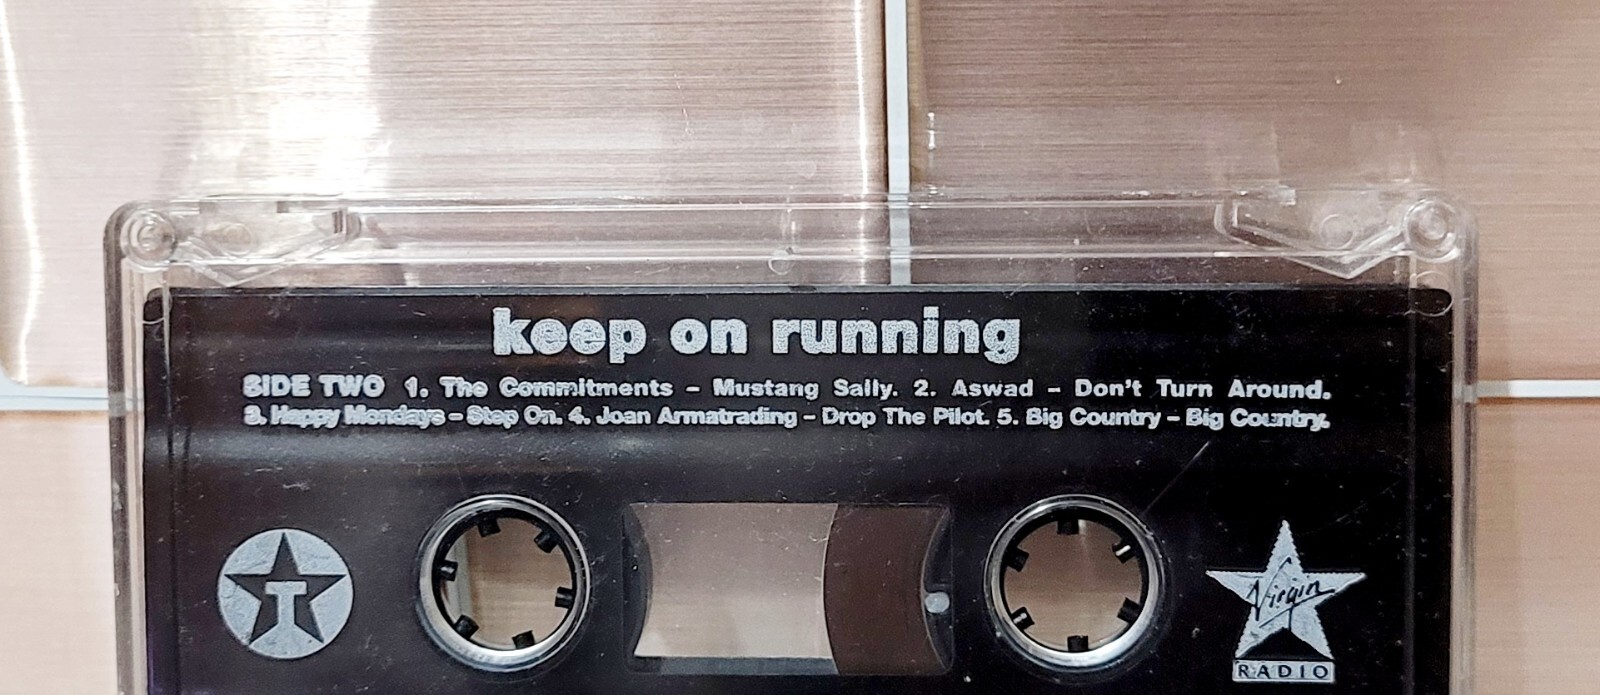 keep on running
SIDE TWO 1. The Commitments – Mustang Sally. 2. Aswad – Don't Turn Around.
3. Happy Mondays – Step On. 4. Joan Armatrading – Drop The Pilot. 5. Big Country – Big Country.
T
Virgin
RADIO